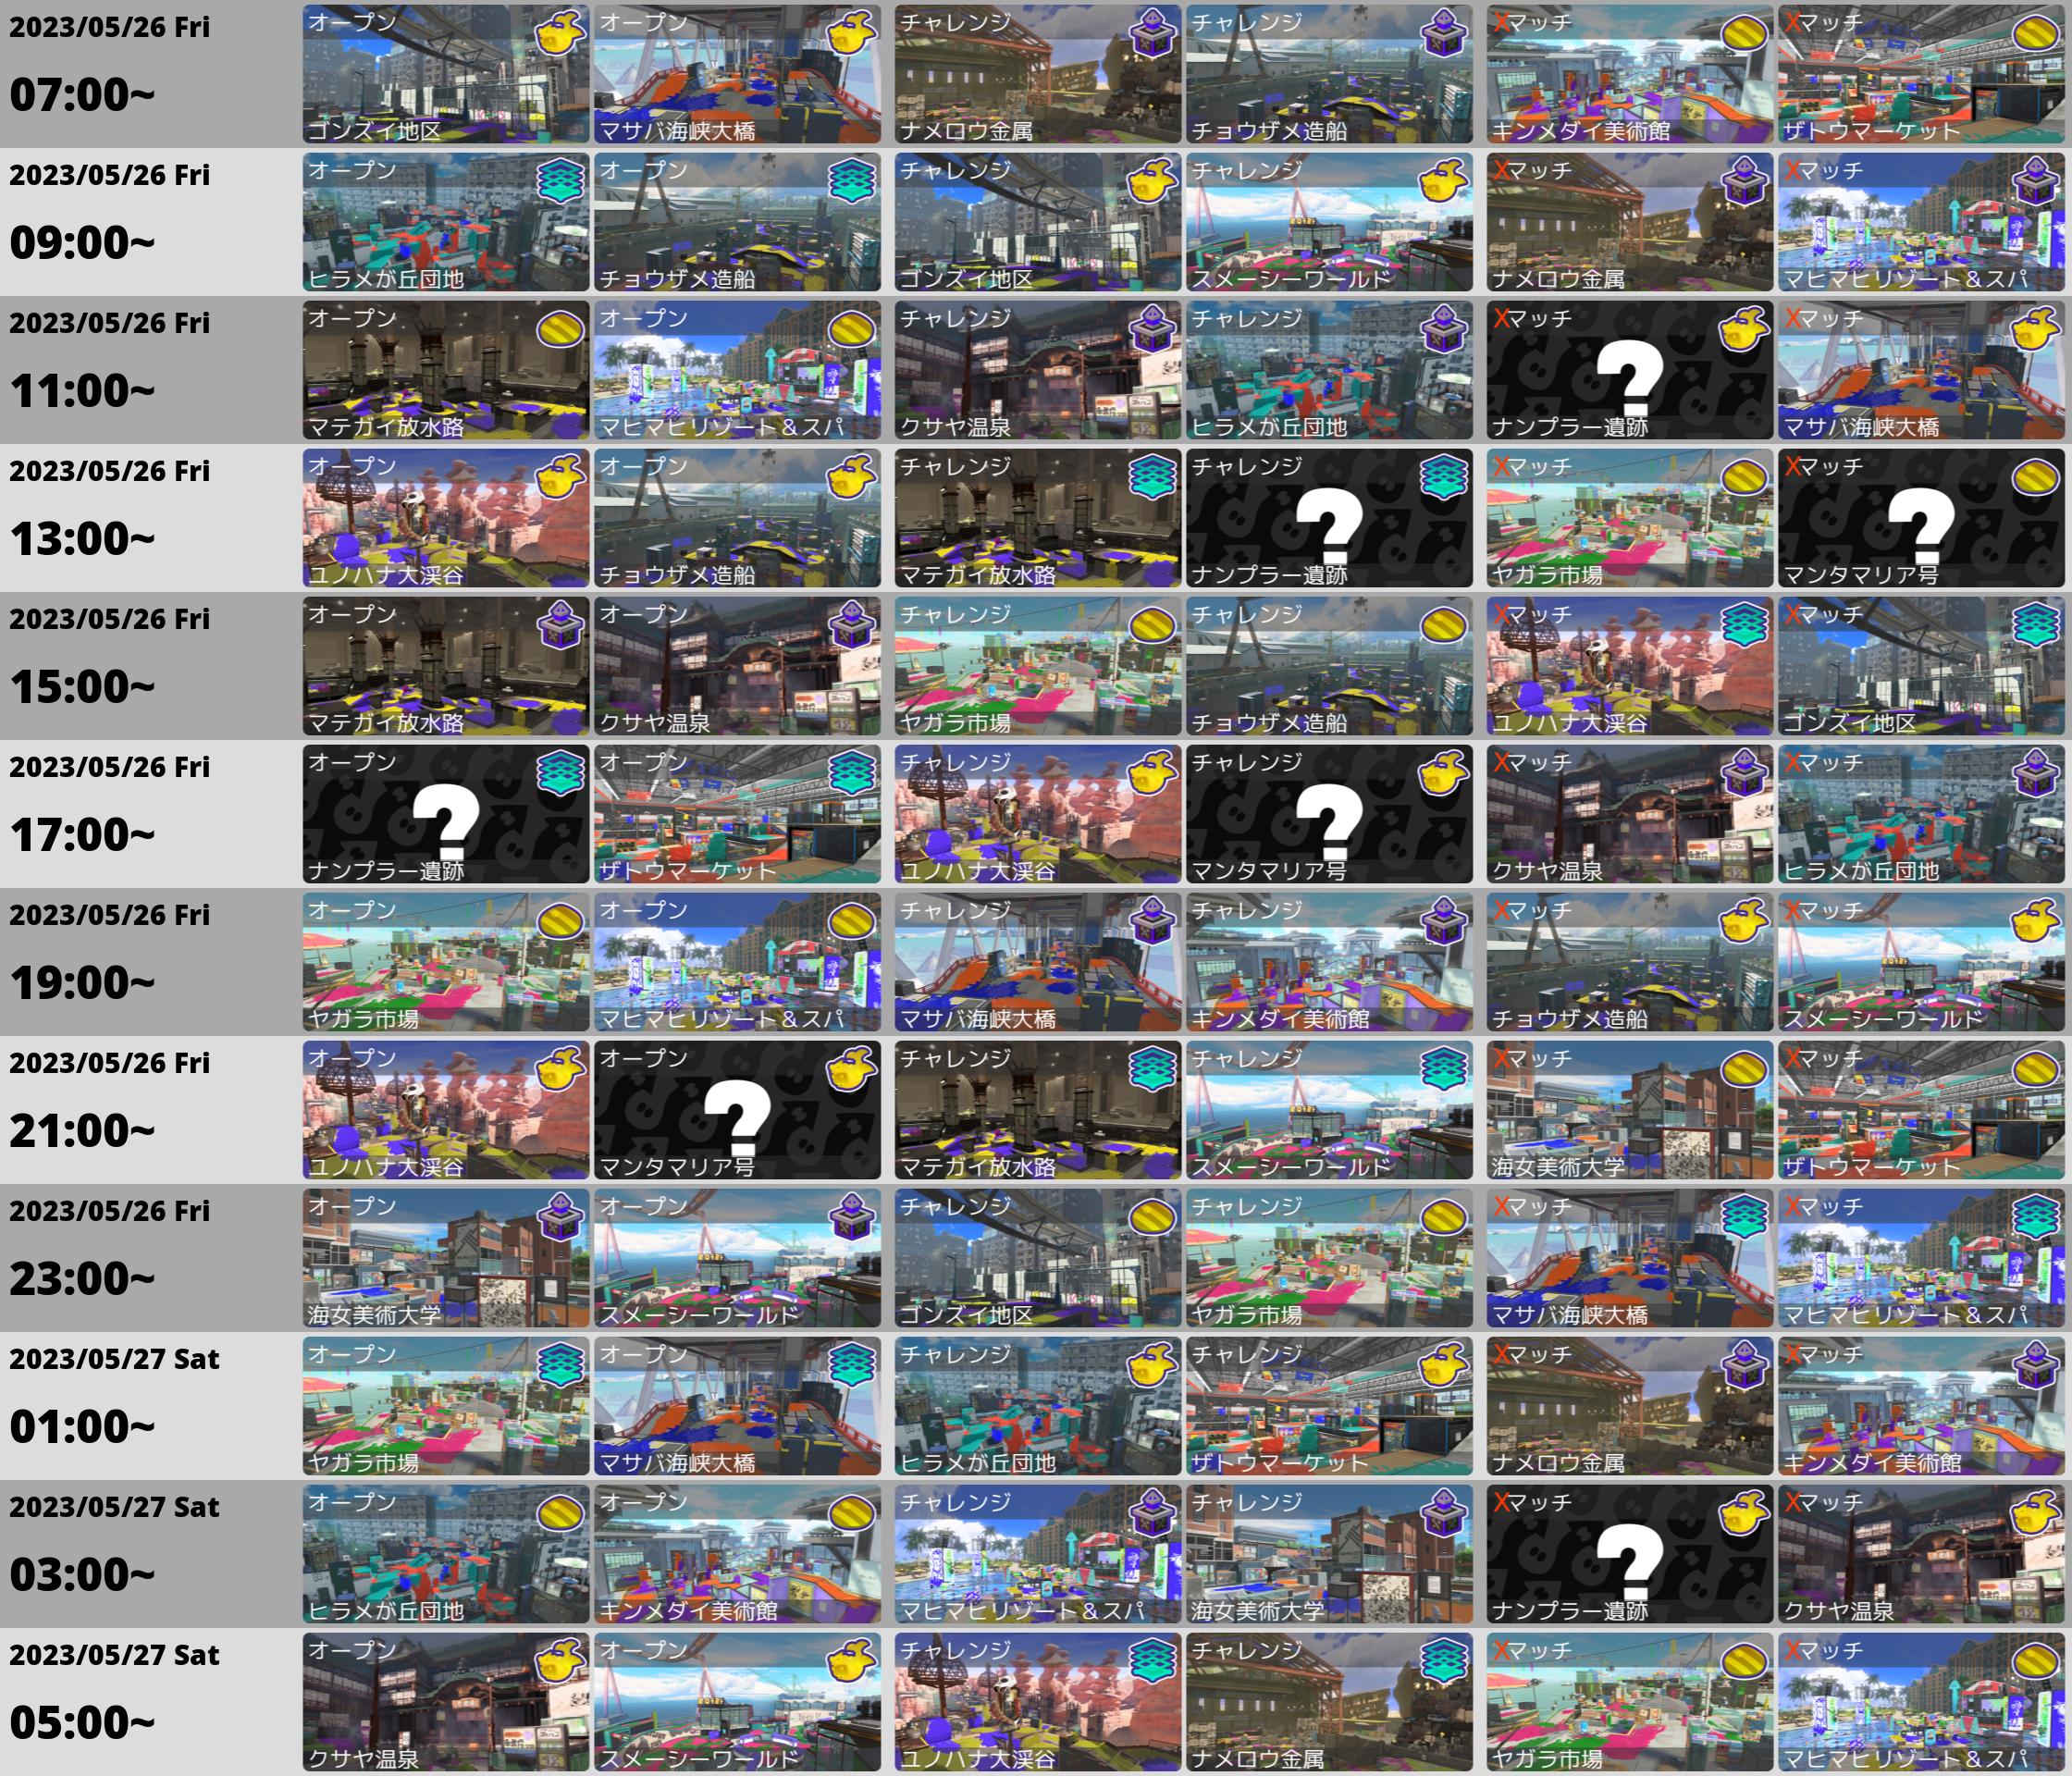 2023/05/26 Fri
07:00~
オープン オープン チャレンジ チャレンジ Xマッチ Xマッチ
ゴンズイ地区 マサバ海峡大橋 ナメロウ金属 チョウザメ造船 キンメダイ美術館 ザトウマーケット
2023/05/26 Fri
09:00~
オープン オープン チャレンジ チャレンジ Xマッチ Xマッチ
ヒラメが丘団地 チョウザメ造船 ゴンズイ地区 スメーシーワールド ナメロウ金属 マヒマヒリゾート&スパ
2023/05/26 Fri
11:00~
オープン オープン チャレンジ チャレンジ Xマッチ Xマッチ
?
マテガイ放水路 マヒマヒリゾート&スパ クサヤ温泉 ヒラメが丘団地 ナンプラー遺跡 マサバ海峡大橋
2023/05/26 Fri
13:00~
オープン オープン チャレンジ チャレンジ Xマッチ Xマッチ
? ?
ユノハナ大渓谷 チョウザメ造船 マテガイ放水路 ナンプラー遺跡 ヤガラ市場 マンタマリア号
2023/05/26 Fri
15:00~
オープン オープン チャレンジ チャレンジ Xマッチ Xマッチ
マテガイ放水路 クサヤ温泉 ヤガラ市場 チョウザメ造船 ユノハナ大渓谷 ゴンズイ地区
2023/05/26 Fri
17:00~
オープン オープン チャレンジ チャレンジ Xマッチ Xマッチ
? ?
ナンプラー遺跡 ザトウマーケット ユノハナ大渓谷 マンタマリア号 クサヤ温泉 ヒラメが丘団地
2023/05/26 Fri
19:00~
オープン オープン チャレンジ チャレンジ Xマッチ Xマッチ
ヤガラ市場 マヒマヒリゾート&スパ マサバ海峡大橋 キンメダイ美術館 チョウザメ造船 スメーシーワールド
2023/05/26 Fri
21:00~
オープン オープン チャレンジ チャレンジ Xマッチ Xマッチ
?
ユノハナ大渓谷 マンタマリア号 マテガイ放水路 スメーシーワールド 海女美術大学 ザトウマーケット
2023/05/26 Fri
23:00~
オープン オープン チャレンジ チャレンジ Xマッチ Xマッチ
海女美術大学 スメーシーワールド ゴンズイ地区 ヤガラ市場 マサバ海峡大橋 マヒマヒリゾート&スパ
2023/05/27 Sat
01:00~
オープン オープン チャレンジ チャレンジ Xマッチ Xマッチ
ヤガラ市場 マサバ海峡大橋 ヒラメが丘団地 ザトウマーケット ナメロウ金属 キンメダイ美術館
2023/05/27 Sat
03:00~
オープン オープン チャレンジ チャレンジ Xマッチ Xマッチ
?
ヒラメが丘団地 キンメダイ美術館 マヒマヒリゾート&スパ 海女美術大学 ナンプラー遺跡 クサヤ温泉
2023/05/27 Sat
05:00~
オープン オープン チャレンジ チャレンジ Xマッチ Xマッチ
クサヤ温泉 スメーシーワールド ユノハナ大渓谷 ナメロウ金属 ヤガラ市場 マヒマヒリゾート&スパ